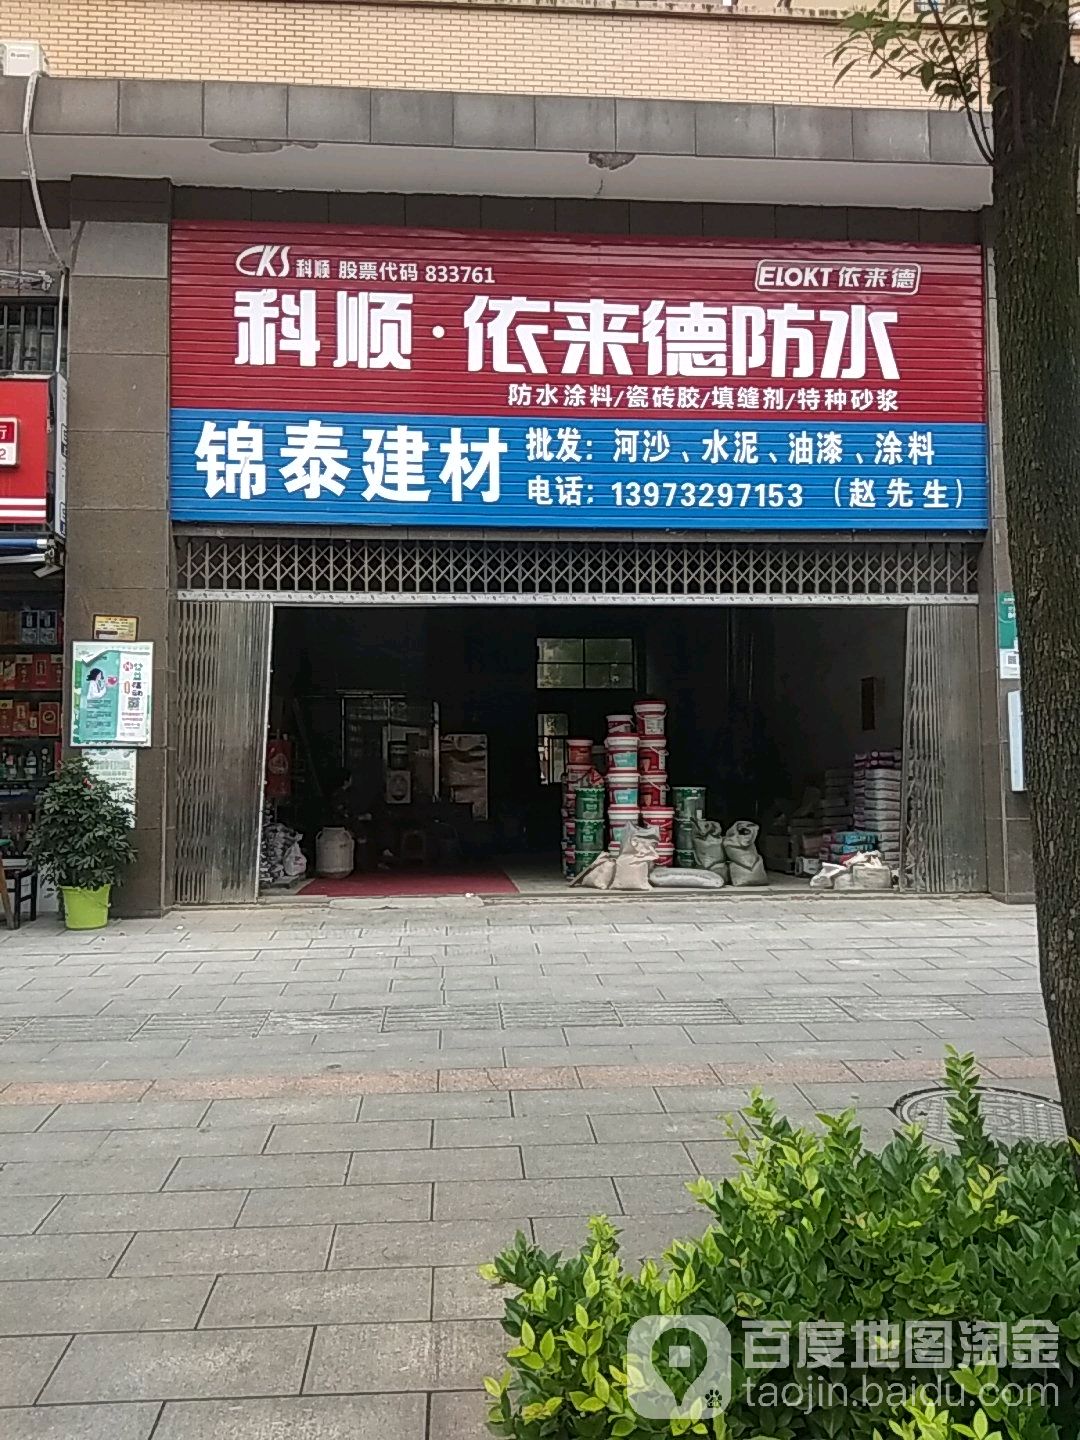 CKS 科顺 股票代码 833761
ELOKT 依来德
科顺·依来德防水
防水涂料/瓷砖胶/填缝剂/特种砂浆
锦泰建材
批发：河沙、水泥、油漆、涂料
电话：13973297153 （赵先生）
行
2
百度地图淘金
taojin.baidu.com